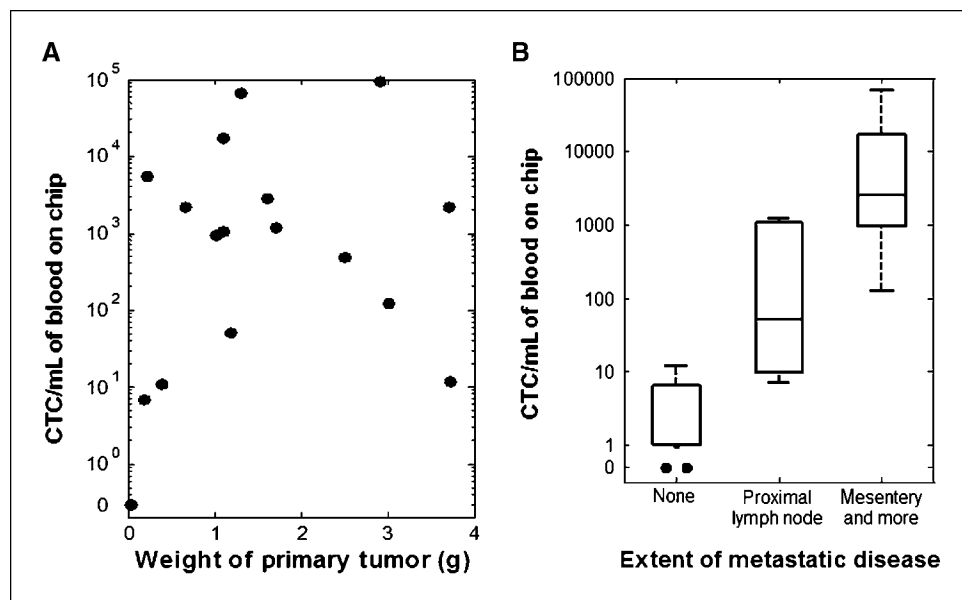 A
CTC/mL of blood on chip
10^5
10^4
10^3
10^2
10^1
10^0
0
0 1 2 3 4
Weight of primary tumor (g)
B
CTC/mL of blood on chip
100000
10000
1000
100
10
1
0
None
Proximal
lymph node
Mesentery
and more
Extent of metastatic disease